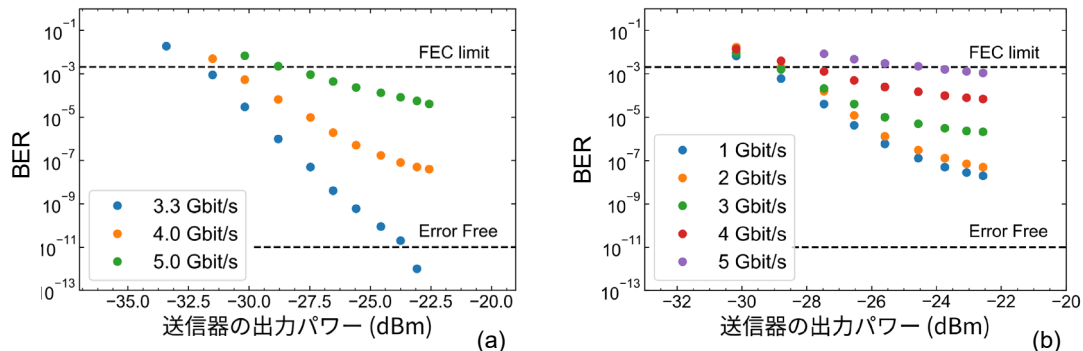 10⁻¹
10⁻³
10⁻⁵
10⁻⁷
10⁻⁹
10⁻¹¹
10⁻¹³
BER
FEC limit
Error Free
3.3 Gbit/s
4.0 Gbit/s
5.0 Gbit/s
−35.0 −32.5 −30.0 −27.5 −25.0 −22.5 −20.0
送信器の出力パワー (dBm)
(a)
10⁻¹
10⁻³
10⁻⁵
10⁻⁷
10⁻⁹
10⁻¹¹
10⁻¹³
BER
FEC limit
Error Free
1 Gbit/s
2 Gbit/s
3 Gbit/s
4 Gbit/s
5 Gbit/s
−32 −30 −28 −26 −24 −22 −20
送信器の出力パワー (dBm)
(b)